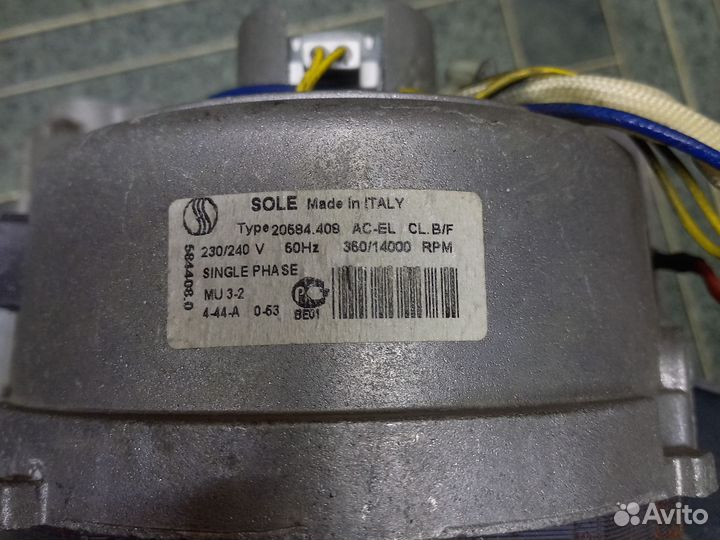 SOLE Made in ITALY
Type 20584.409 AC-EL CL.B/F
230/240 V 50Hz 350/14000 RPM
SINGLE PHASE
MU 3-2
4-44-A 0-53 BE01
584408.0
Avito